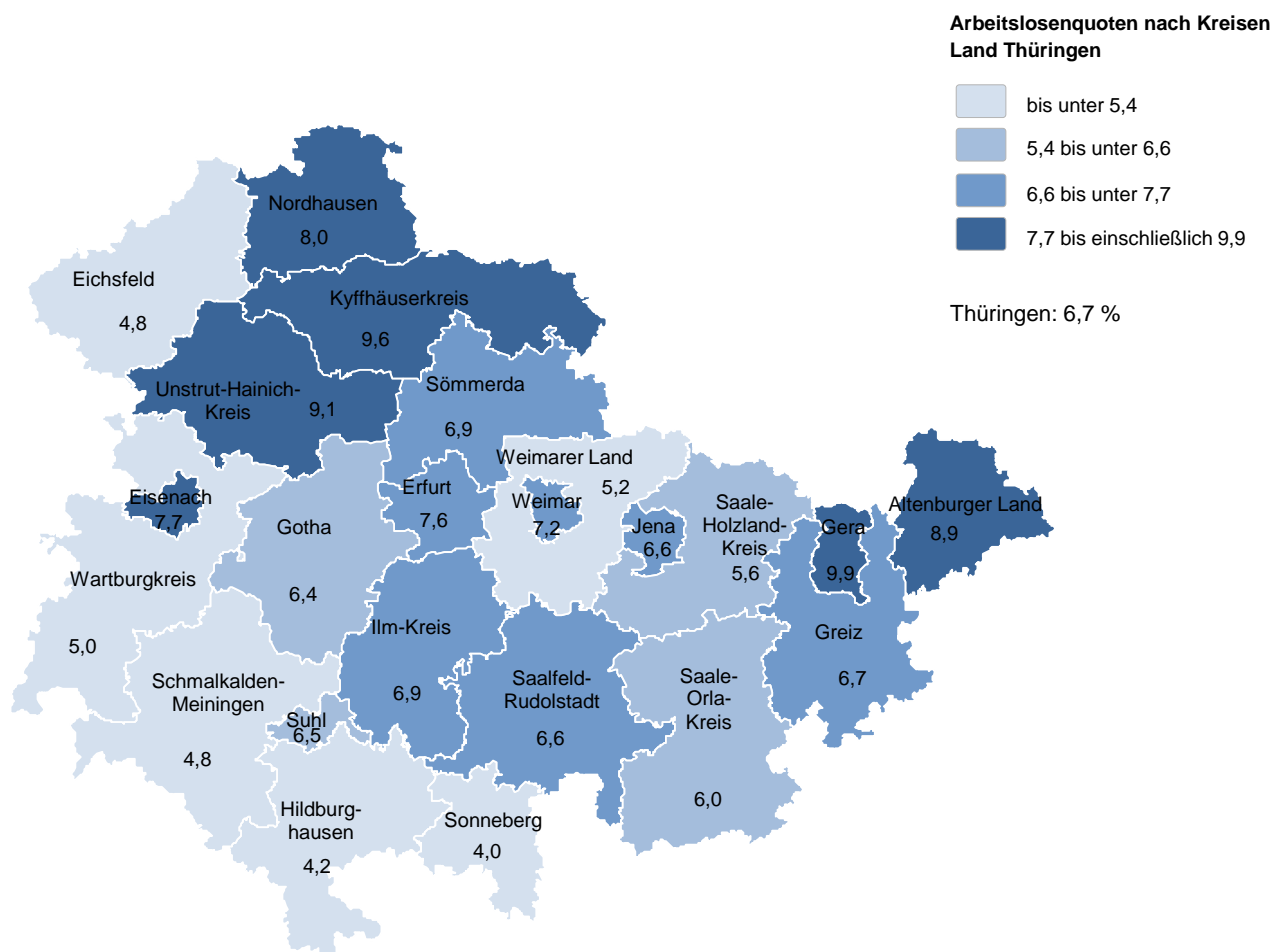 Arbeitslosenquoten nach Kreisen
Land Thüringen
bis unter 5,4
5,4 bis unter 6,6
6,6 bis unter 7,7
7,7 bis einschließlich 9,9
Thüringen: 6,7 %
Nordhausen
8,0
Eichsfeld
4,8
Kyffhäuserkreis
9,6
Unstrut-Hainich-
Kreis
9,1
Sömmerda
6,9
Weimarer Land
5,2
Eisenach
7,7
Gotha
6,4
Erfurt
7,6
Weimar
7,2
Jena
6,6
Saale-
Holzland-
Kreis
5,6
Gera
9,9
Altenburger Land
8,9
Wartburgkreis
5,0
Ilm-Kreis
6,9
Greiz
6,7
Schmalkalden-
Meiningen
4,8
Suhl
6,5
Saalfeld-
Rudolstadt
6,6
Saale-
Orla-
Kreis
6,0
Hildburg-
hausen
4,2
Sonneberg
4,0